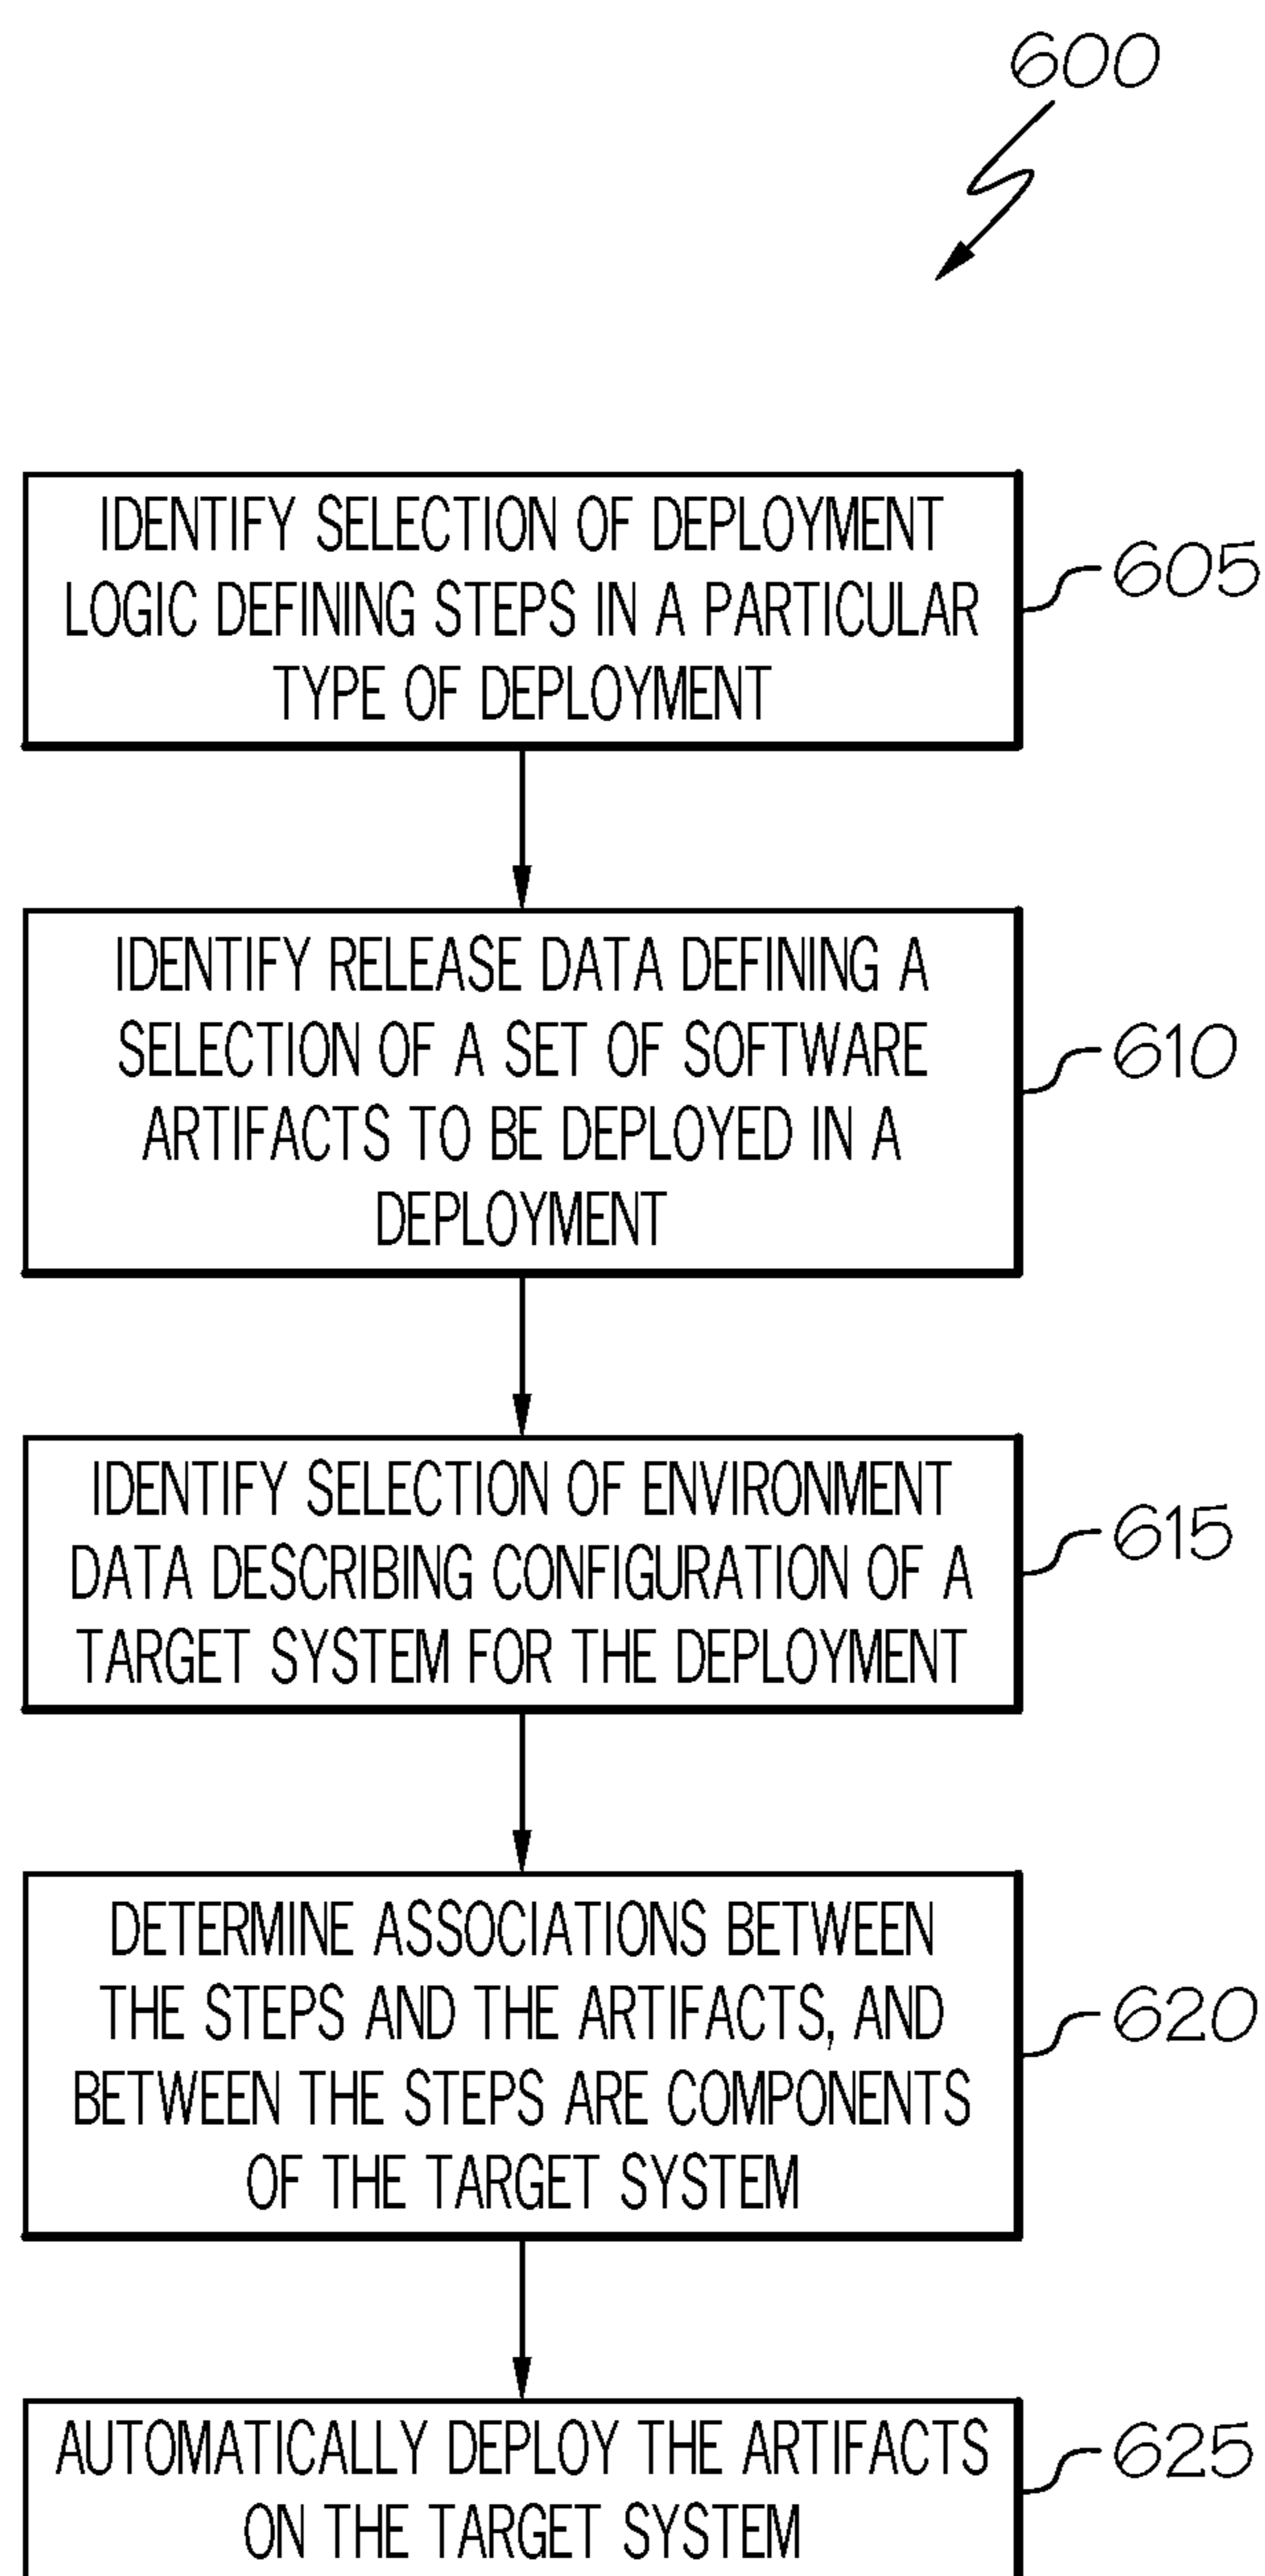 600
IDENTIFY SELECTION OF DEPLOYMENT
LOGIC DEFINING STEPS IN A PARTICULAR
TYPE OF DEPLOYMENT
605
IDENTIFY RELEASE DATA DEFINING A
SELECTION OF A SET OF SOFTWARE
ARTIFACTS TO BE DEPLOYED IN A
DEPLOYMENT
610
IDENTIFY SELECTION OF ENVIRONMENT
DATA DESCRIBING CONFIGURATION OF A
TARGET SYSTEM FOR THE DEPLOYMENT
615
DETERMINE ASSOCIATIONS BETWEEN
THE STEPS AND THE ARTIFACTS, AND
BETWEEN THE STEPS ARE COMPONENTS
OF THE TARGET SYSTEM
620
AUTOMATICALLY DEPLOY THE ARTIFACTS
ON THE TARGET SYSTEM
625